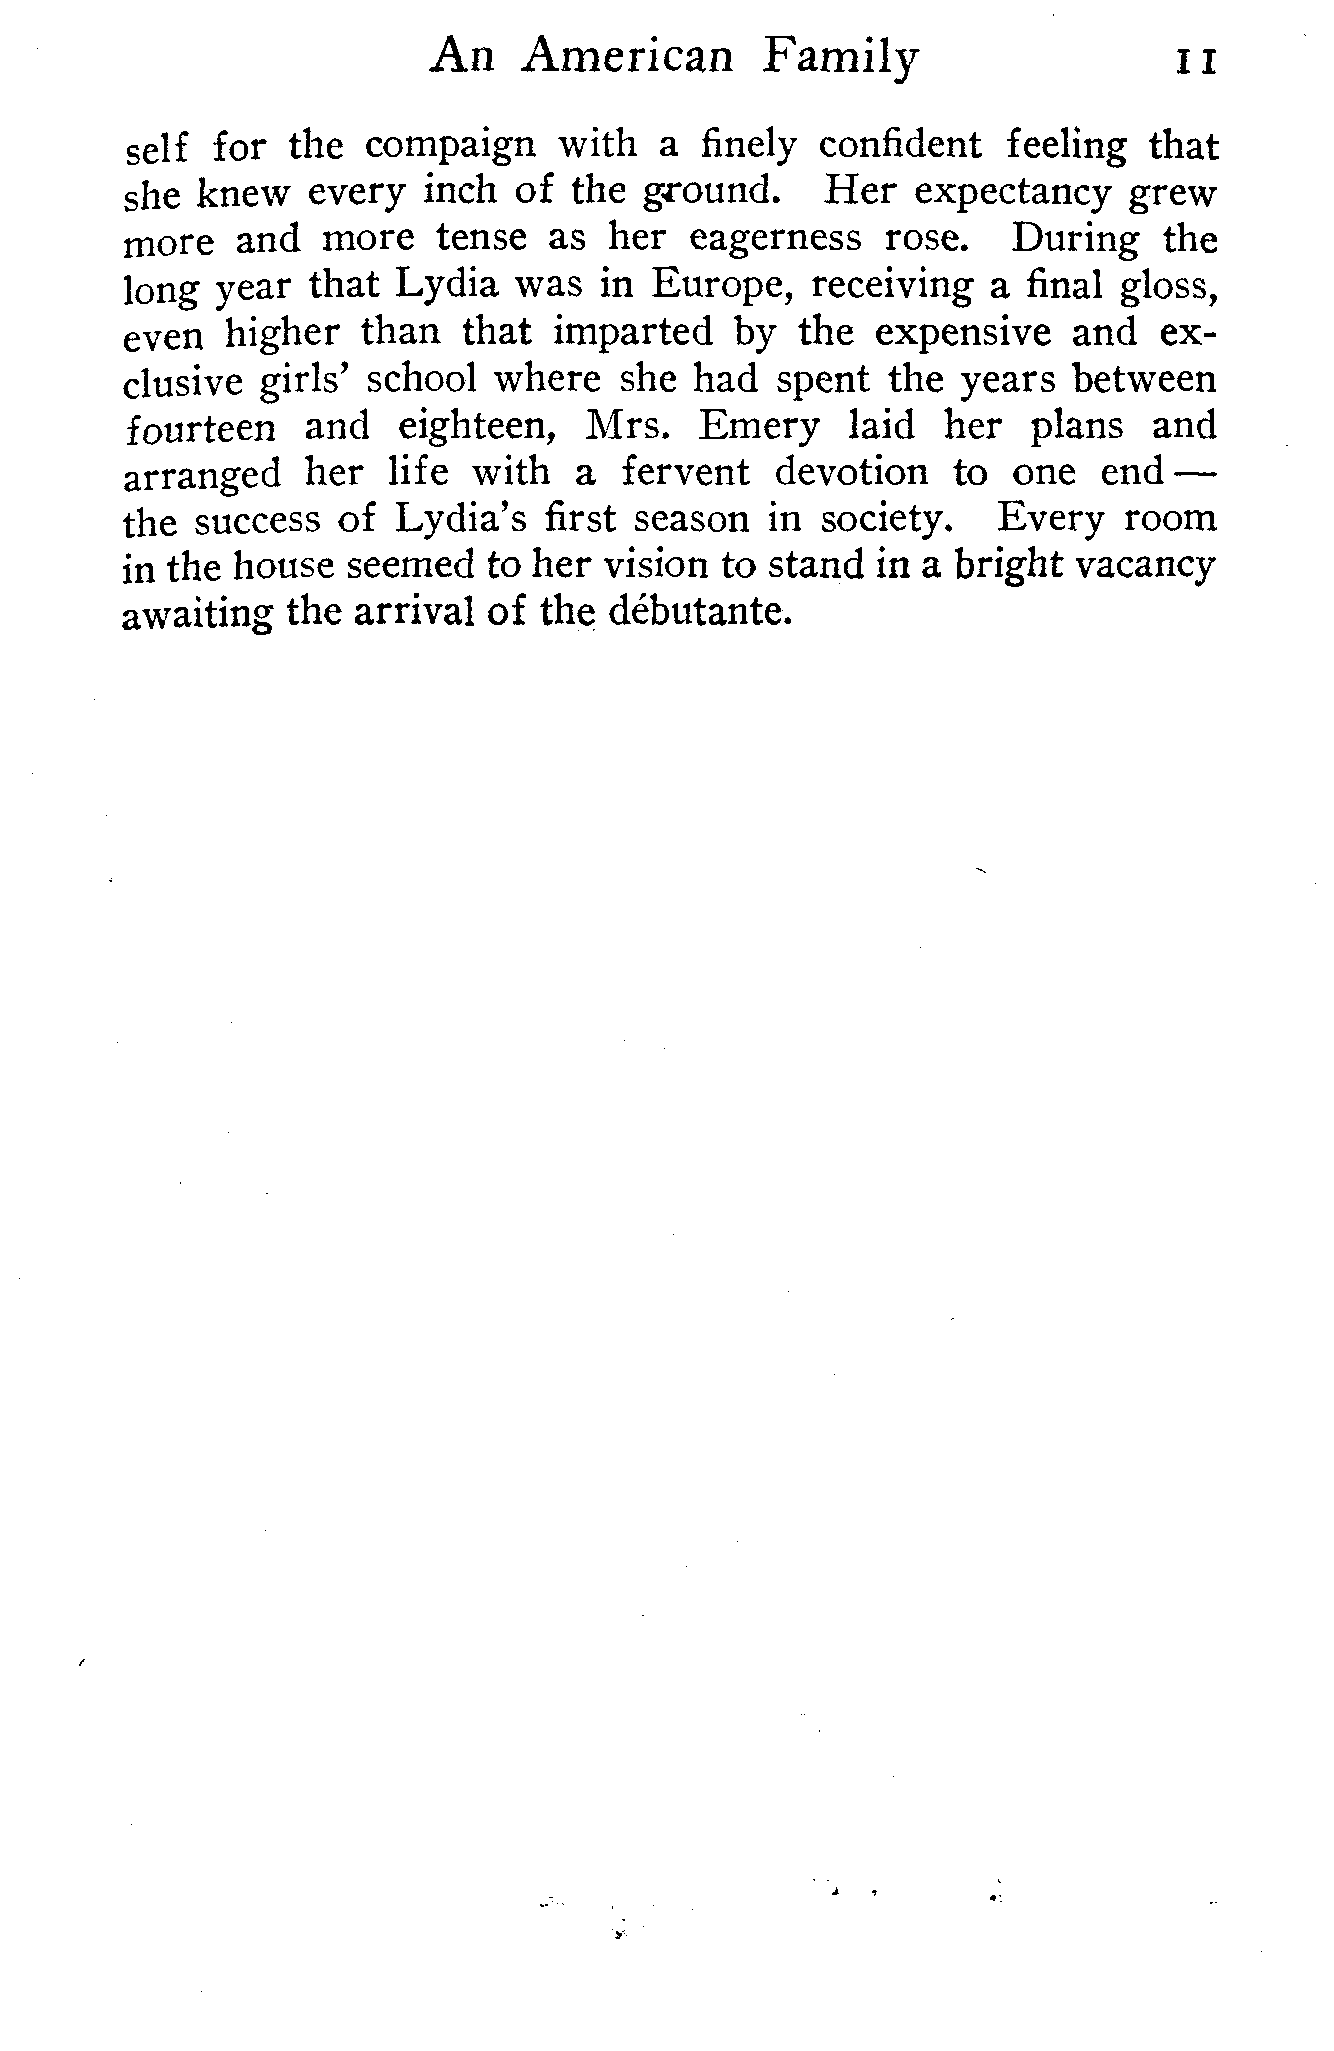 An American Family 11
self for the compaign with a finely confident feeling that
she knew every inch of the ground. Her expectancy grew
more and more tense as her eagerness rose. During the
long year that Lydia was in Europe, receiving a final gloss,
even higher than that imparted by the expensive and ex-
clusive girls' school where she had spent the years between
fourteen and eighteen, Mrs. Emery laid her plans and
arranged her life with a fervent devotion to one end—
the success of Lydia's first season in society. Every room
in the house seemed to her vision to stand in a bright vacancy
awaiting the arrival of the débutante.